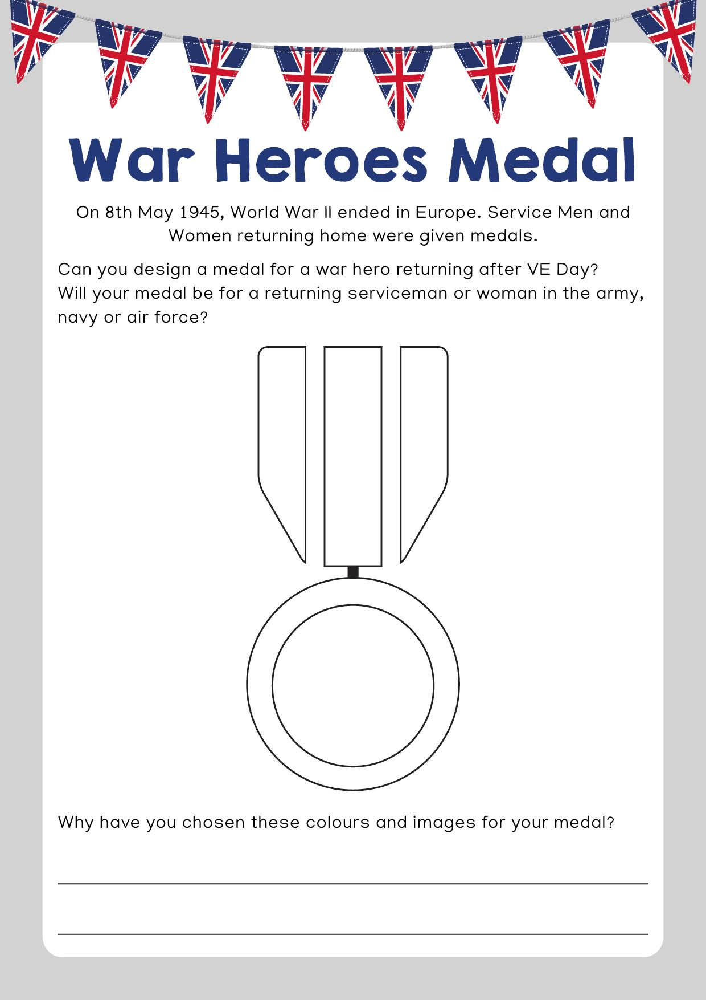 War Heroes Medal
On 8th May 1945, World War II ended in Europe. Service Men and
Women returning home were given medals.
Can you design a medal for a war hero returning after VE Day?
Will your medal be for a returning serviceman or woman in the army,
navy or air force?
Why have you chosen these colours and images for your medal?